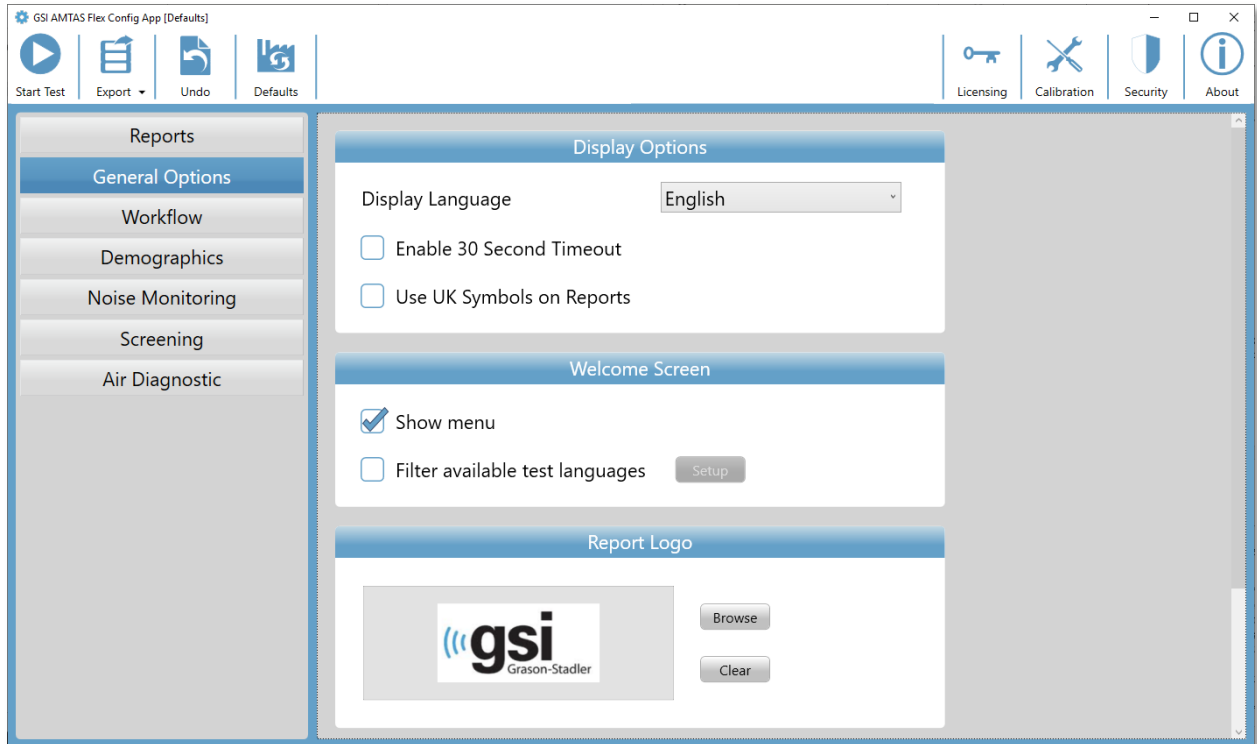 GSI AMTAS Flex Config App [Defaults]
Start Test
Export
Undo
Defaults
Licensing
Calibration
Security
About
Reports
General Options
Workflow
Demographics
Noise Monitoring
Screening
Air Diagnostic
Display Options
Display Language
English
Enable 30 Second Timeout
Use UK Symbols on Reports
Welcome Screen
Show menu
Filter available test languages
Setup
Report Logo
gsi
Grason-Stadler
Browse
Clear